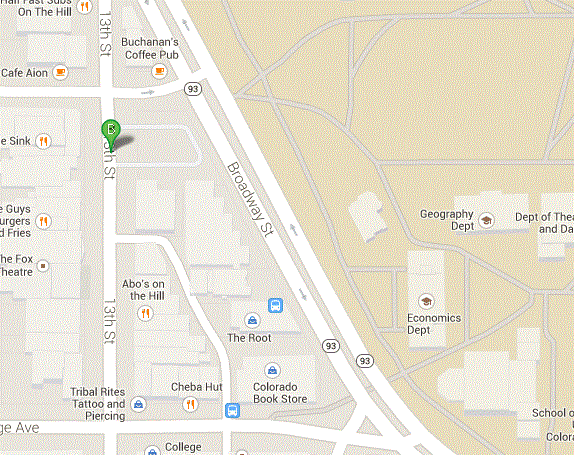 Half Fast Subs
On The Hill
13th St
Buchanan's
Coffee Pub
Cafe Aion
93
e Sink
13th St
Broadway St
e Guys
urgers
d Fries
Geography
Dept
Dept of Thea
and Da
The Fox
Theatre
Abo's on
the Hill
13th St
Economics
Dept
The Root
93
93
Cheba Hut
Colorado
Book Store
Tribal Rites
Tattoo and
Piercing
ge Ave
School o
Colora
College